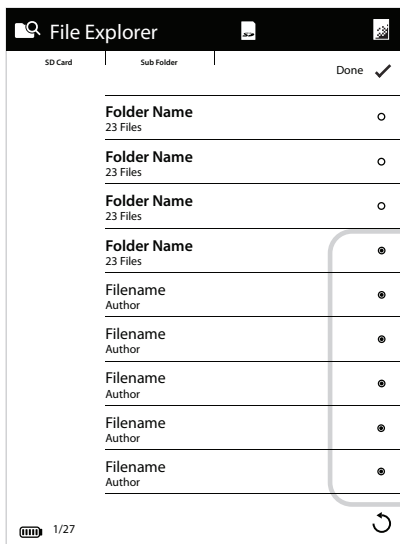 File Explorer
SD Card
Sub Folder
Done
Folder Name
23 Files
Folder Name
23 Files
Folder Name
23 Files
Folder Name
23 Files
Filename
Author
Filename
Author
Filename
Author
Filename
Author
Filename
Author
1/27